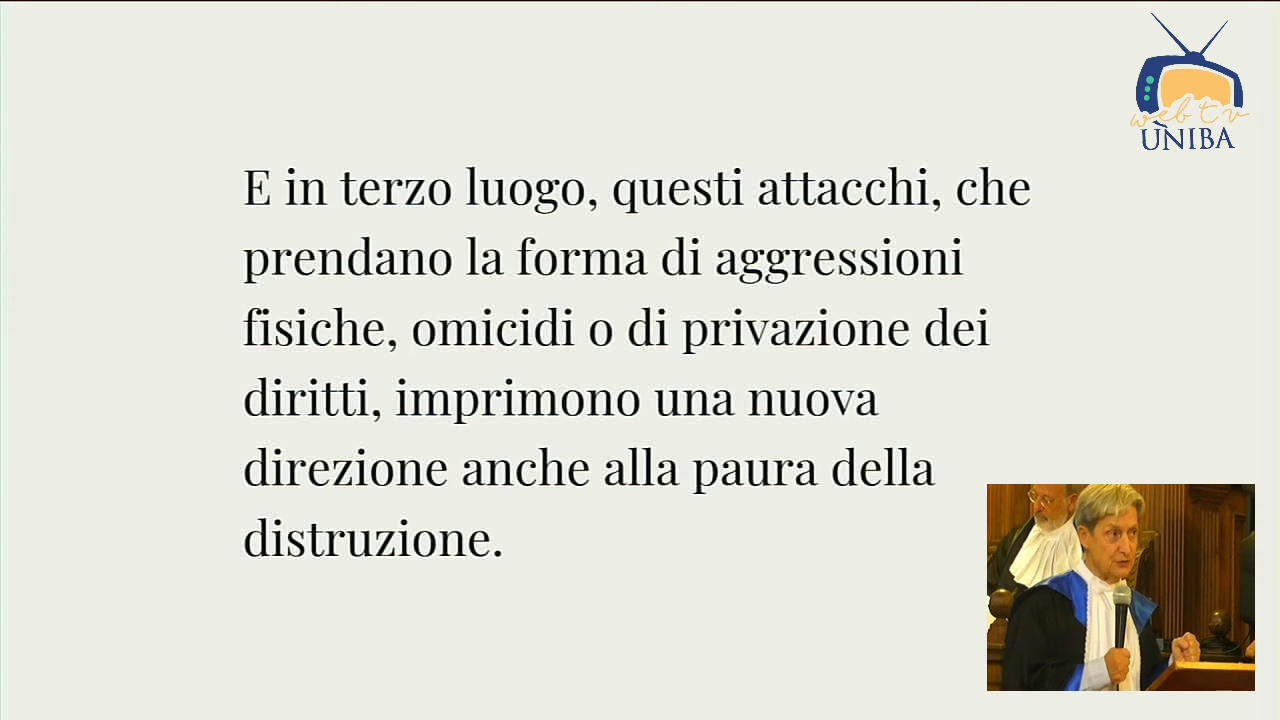 web tv
UNIBA
E in terzo luogo, questi attacchi, che
prendano la forma di aggressioni
fisiche, omicidi o di privazione dei
diritti, imprimono una nuova
direzione anche alla paura della
distruzione.